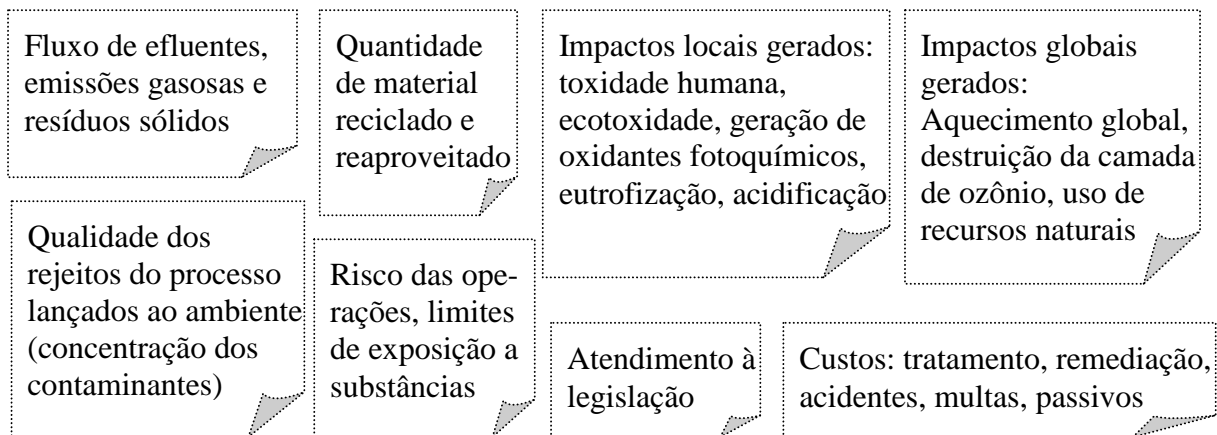 Fluxo de efluentes,
emissões gasosas e
resíduos sólidos
Quantidade
de material
reciclado e
reaproveitado
Impactos locais gerados:
toxidade humana,
ecotoxidade, geração de
oxidantes fotoquímicos,
eutrofização, acidificação
Impactos globais
gerados:
Aquecimento global,
destruição da camada
de ozônio, uso de
recursos naturais
Qualidade dos
rejeitos do processo
lançados ao ambiente
(concentração dos
contaminantes)
Risco das ope-
rações, limites
de exposição a
substâncias
Atendimento à
legislação
Custos: tratamento, remediação,
acidentes, multas, passivos